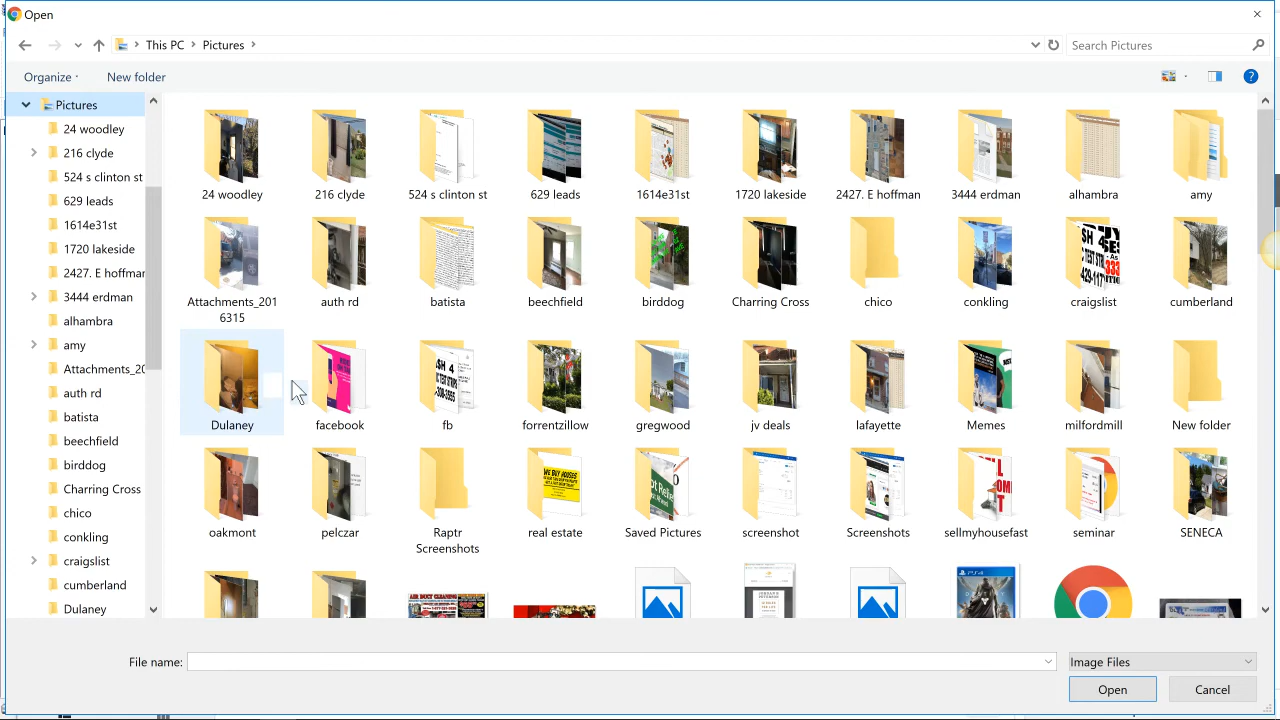 Open
This PC
Pictures
Search Pictures
Organize
New folder
Pictures
24 woodley
216 clyde
524 s clinton st
629 leads
1614e31st
1720 lakeside
2427. E hoffman
3444 erdman
alhambra
amy
Attachments_20
auth rd
batista
beechfield
birddog
Charring Cross
chico
conkling
craigslist
cumberland
Dulaney
24 woodley
216 clyde
524 s clinton st
629 leads
1614e31st
1720 lakeside
2427. E hoffman
3444 erdman
alhambra
amy
Attachments_201
6315
auth rd
batista
beechfield
birddog
Charring Cross
chico
conkling
craigslist
cumberland
Dulaney
facebook
fb
forrentzillow
gregwood
jv deals
lafayette
Memes
milfordmill
New folder
oakmont
pelczar
Raptr
Screenshots
real estate
Saved Pictures
screenshot
Screenshots
sellmyhousefast
seminar
SENECA
File name:
Image Files
Open
Cancel